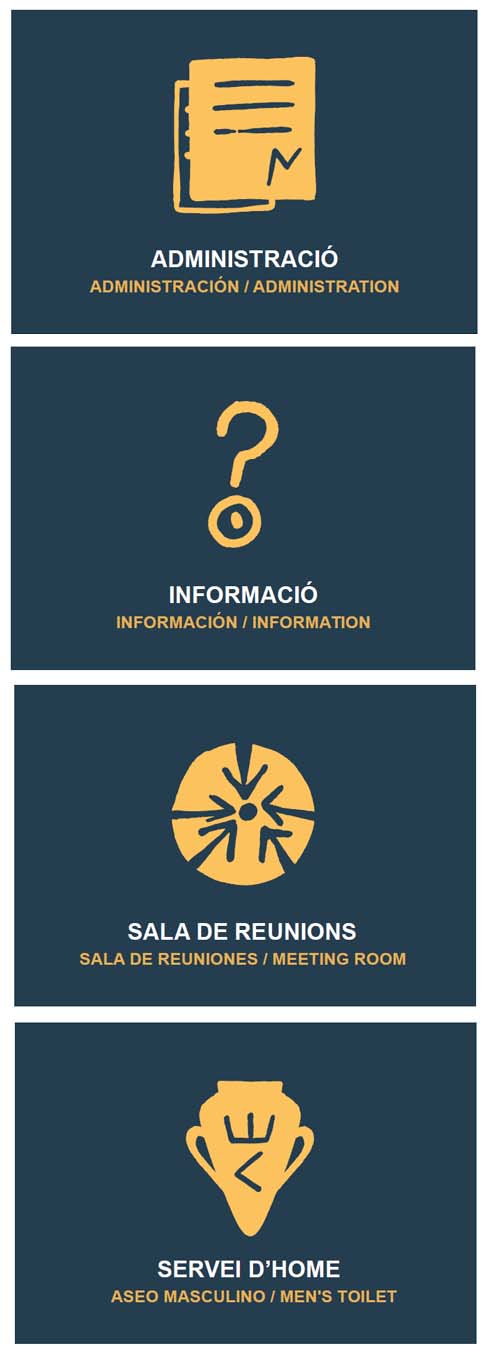 ADMINISTRACIÓ
ADMINISTRACIÓN / ADMINISTRATION
INFORMACIÓ
INFORMACIÓN / INFORMATION
SALA DE REUNIONS
SALA DE REUNIONES / MEETING ROOM
SERVEI D’HOME
ASEO MASCULINO / MEN'S TOILET